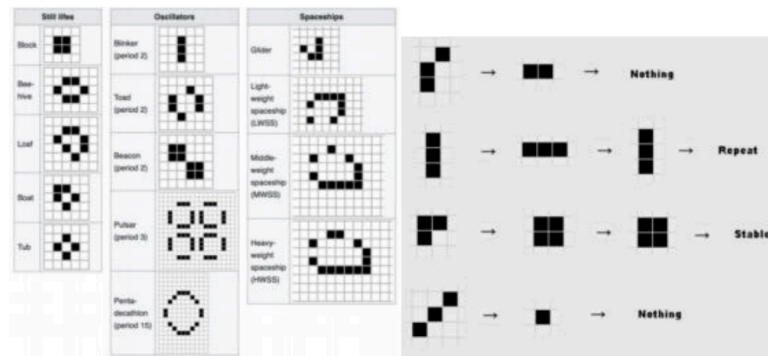 Still lifes
Block
Bee-
hive
Loaf
Boat
Tub
Oscillators
Blinker
(period 2)
Toad
(period 2)
Beacon
(period 2)
Pulsar
(period 3)
Penta-
decathlon
(period 15)
Spaceships
Glider
Light-
weight
spaceship
(LWSS)
Middle-
weight
spaceship
(MWSS)
Heavy-
weight
spaceship
(HWSS)
→ → Nothing
→ → → Repeat
→ → → Stable
→ → Nothing